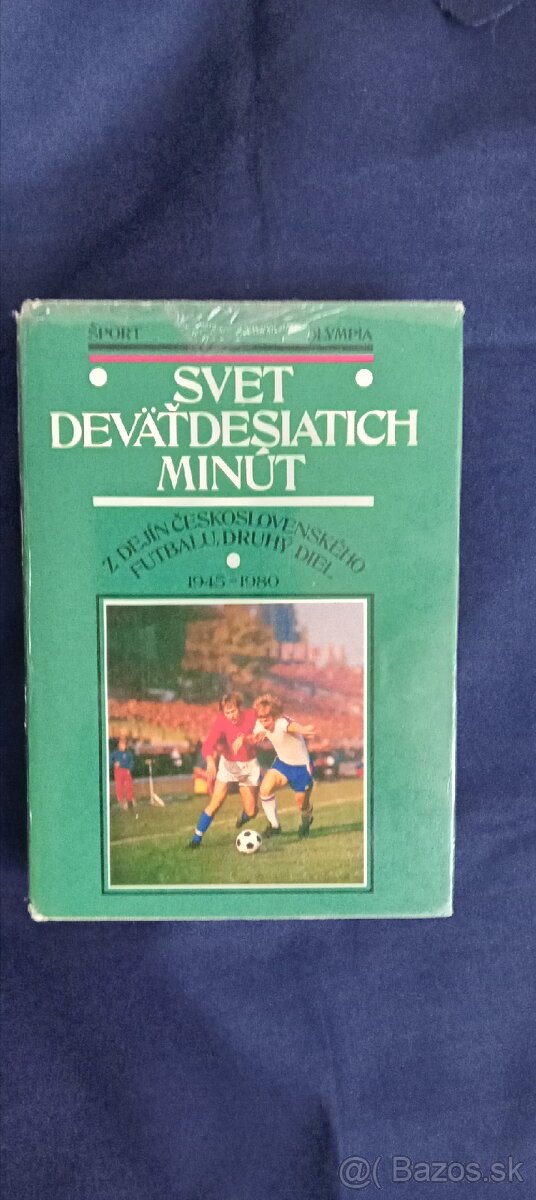 ŠPORT OLYMPIA
SVET
DEVÄŤDESIATICH
MINÚT
Z DEJÍN ČESKOSLOVENSKÉHO
FUTBALU, DRUHÝ DIEL
1945-1980
@( Bazos.sk